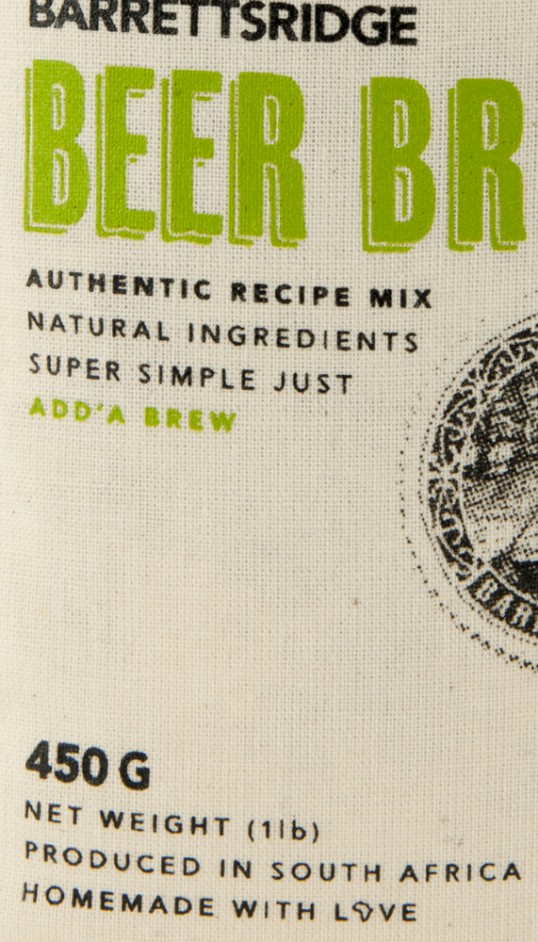 BARRETTSRIDGE
BEER BR
AUTHENTIC RECIPE MIX
NATURAL INGREDIENTS
SUPER SIMPLE JUST
ADD'A BREW
BAR
450 G
NET WEIGHT (1lb)
PRODUCED IN SOUTH AFRICA
HOMEMADE WITH LOVE